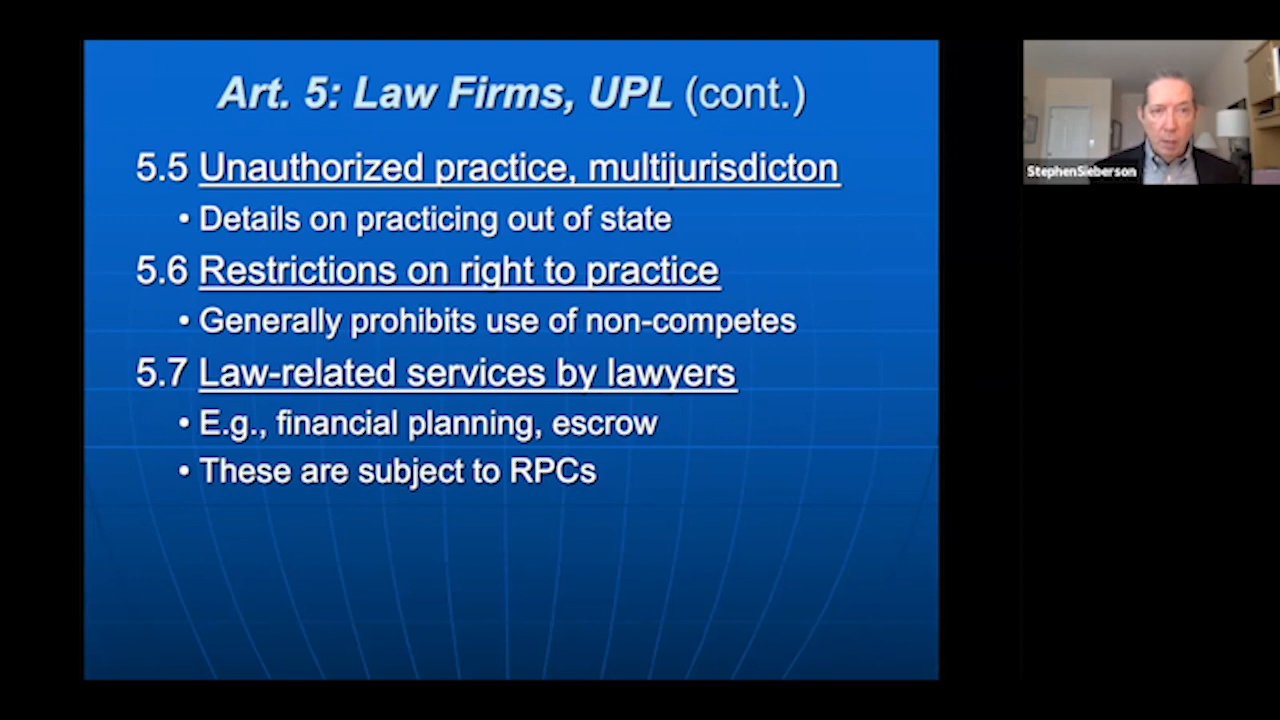 Art. 5: Law Firms, UPL (cont.)
5.5 Unauthorized practice, multijurisdicton
• Details on practicing out of state
5.6 Restrictions on right to practice
• Generally prohibits use of non-competes
5.7 Law-related services by lawyers
• E.g., financial planning, escrow
• These are subject to RPCs
StephenSieberson